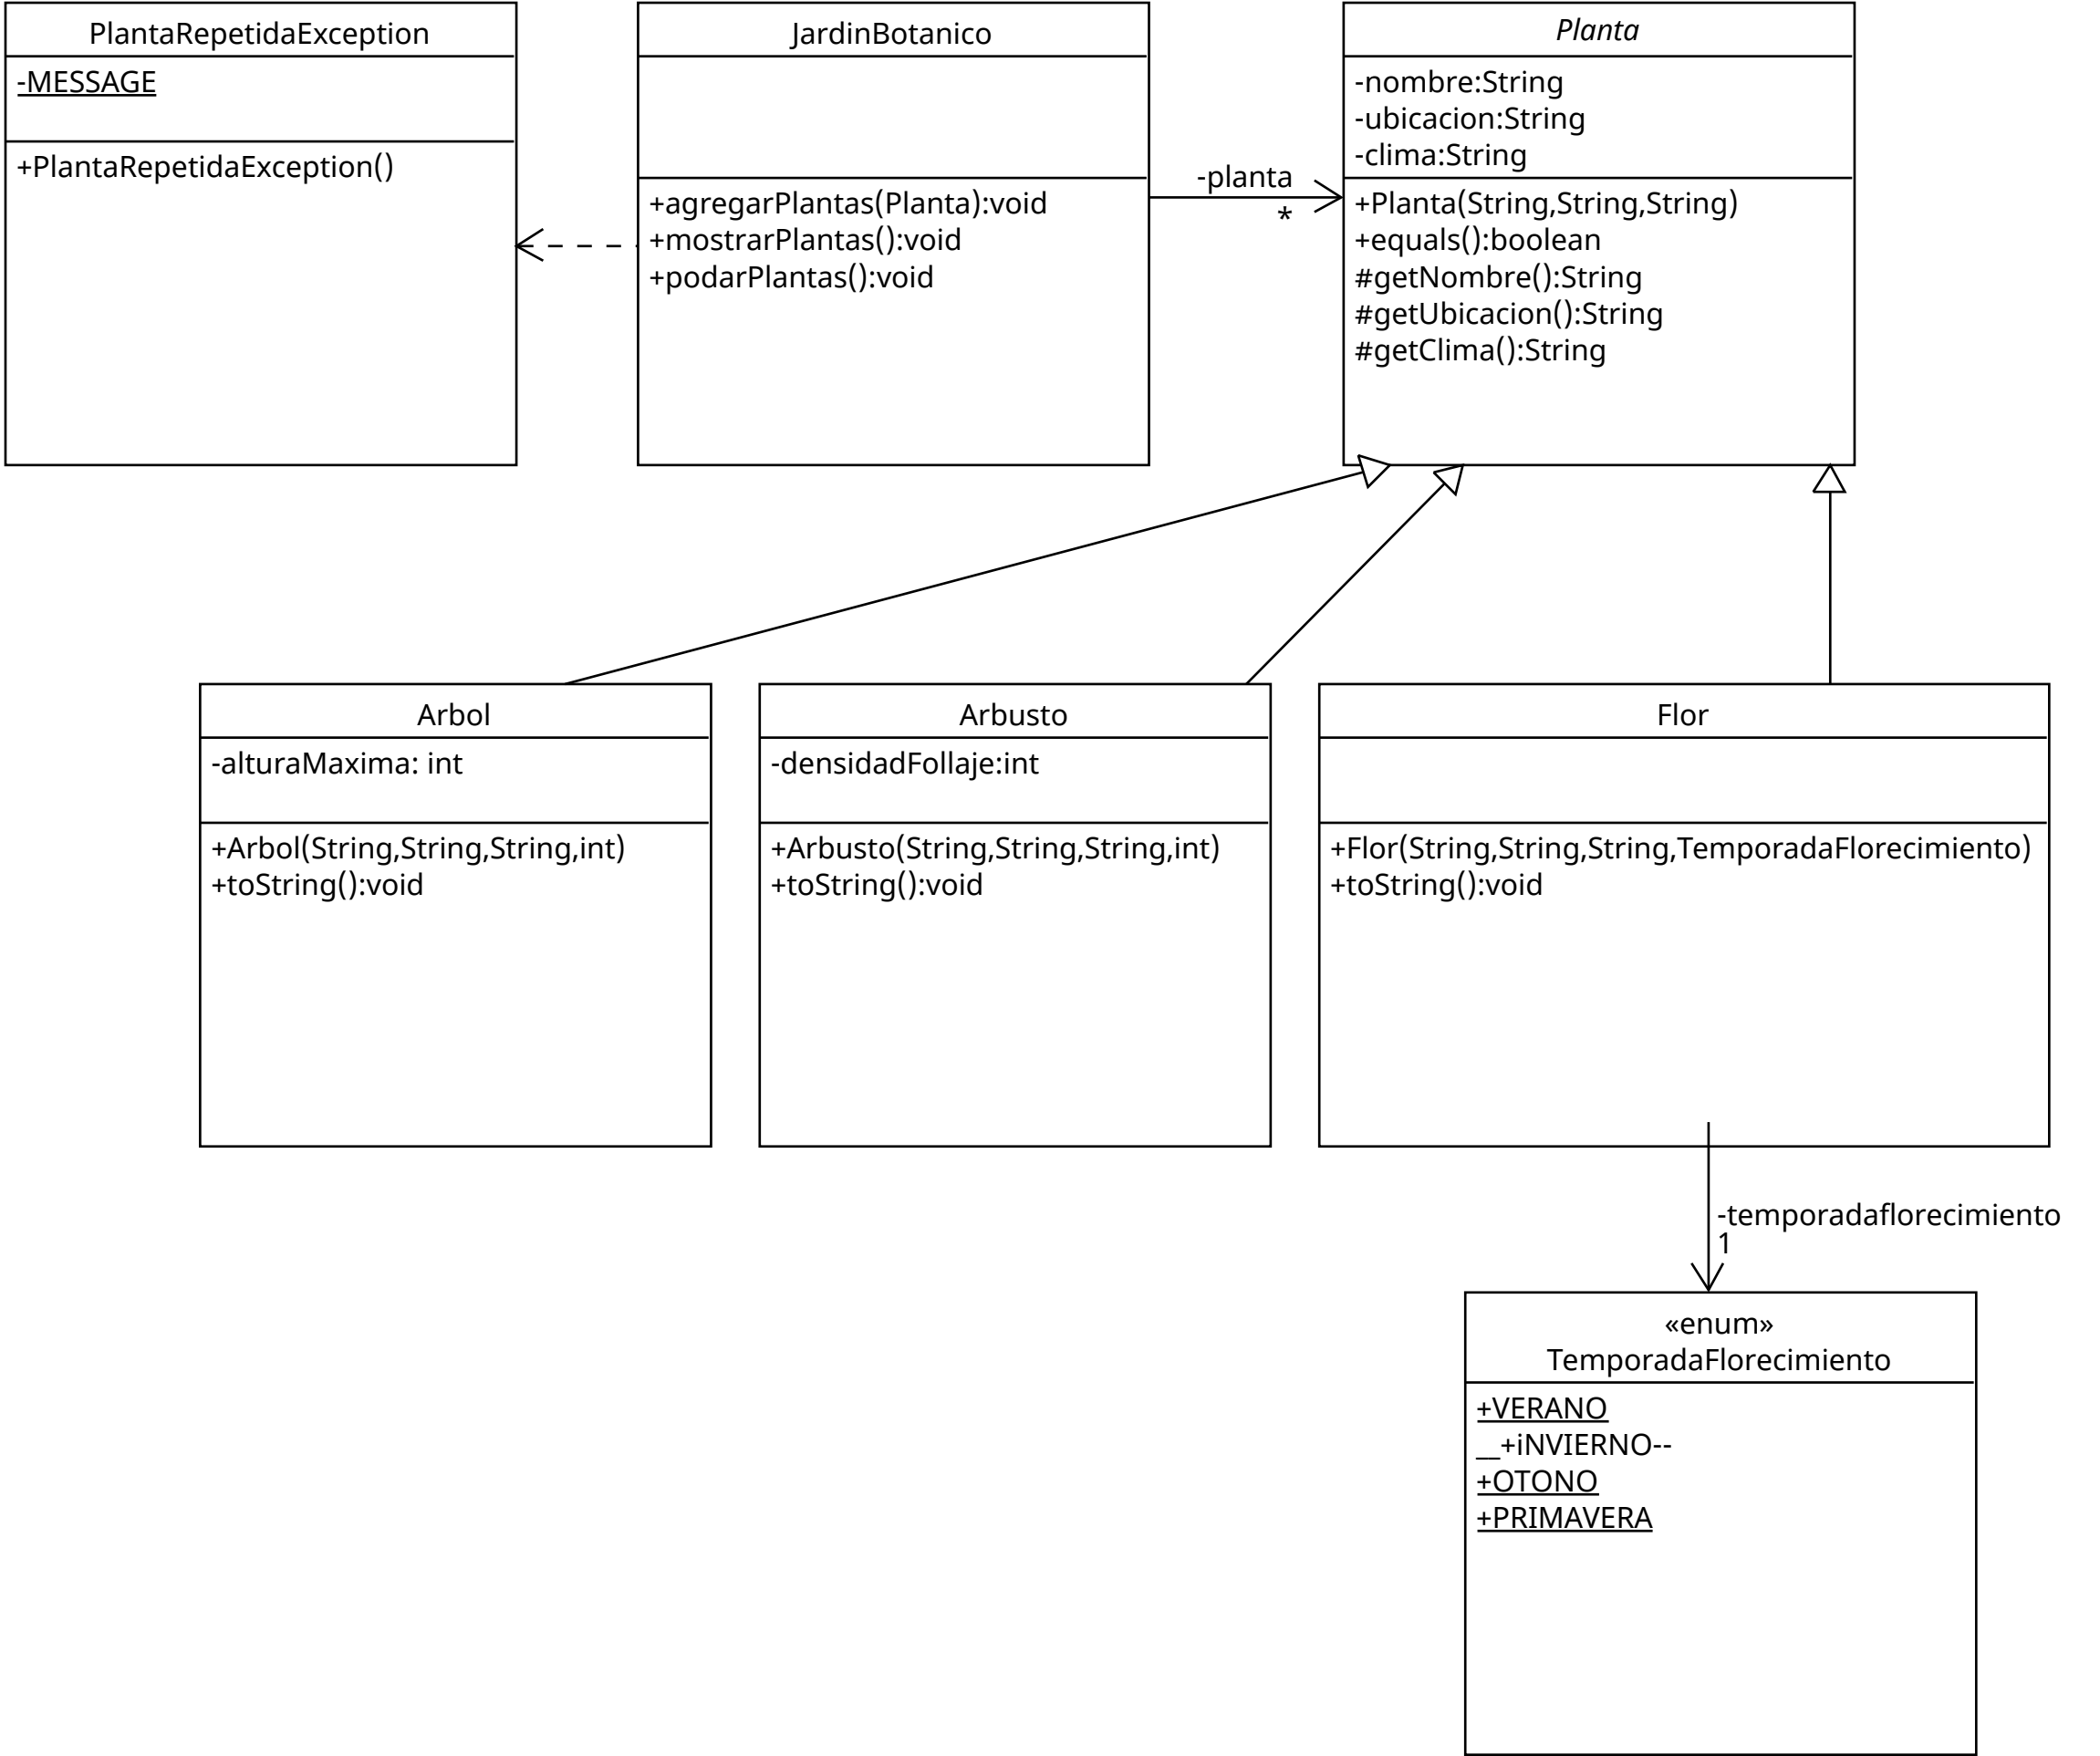 PlantaRepetidaException
-MESSAGE
+PlantaRepetidaException()
JardinBotanico
+agregarPlantas(Planta):void
+mostrarPlantas():void
+podarPlantas():void
-planta
*
Planta
-nombre:String
-ubicacion:String
-clima:String
+Planta(String,String,String)
+equals():boolean
#getNombre():String
#getUbicacion():String
#getClima():String
Arbol
-alturaMaxima: int
+Arbol(String,String,String,int)
+toString():void
Arbusto
-densidadFollaje:int
+Arbusto(String,String,String,int)
+toString():void
Flor
+Flor(String,String,String,TemporadaFlorecimiento)
+toString():void
-temporadaflorecimiento
1
«enum»
TemporadaFlorecimiento
+VERANO
__+iNVIERNO--
+OTONO
+PRIMAVERA